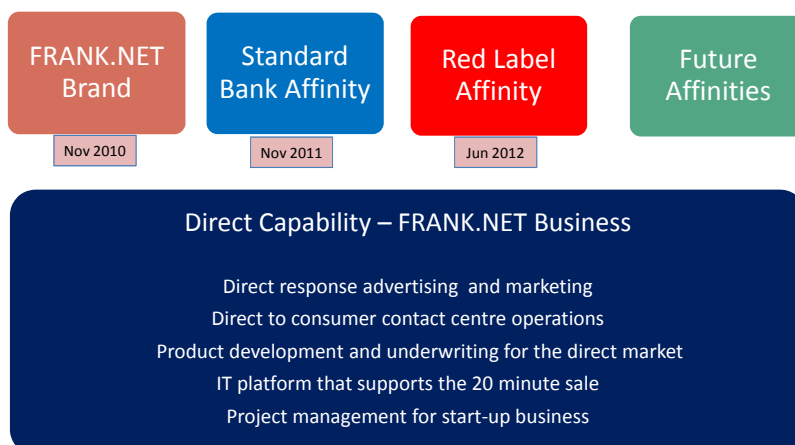 FRANK.NET
Brand
Standard
Bank Affinity
Red Label
Affinity
Future
Affinities
Nov 2010
Nov 2011
Jun 2012
Direct Capability – FRANK.NET Business
Direct response advertising and marketing
Direct to consumer contact centre operations
Product development and underwriting for the direct market
IT platform that supports the 20 minute sale
Project management for start-up business